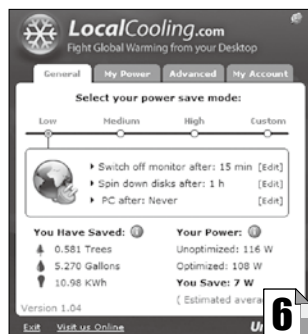 LocalCooling.com
Fight Global Warming from your Desktop
General My Power Advanced My Account
Select your power save mode:
Low Medium High Custom
Switch off monitor after: 15 min [Edit]
Spin down disks after: 1 h [Edit]
PC after: Never [Edit]
You Have Saved: Your Power:
0.581 Trees Unoptimized: 116 W
5.270 Gallons Optimized: 108 W
10.98 KWh You Save: 7 W
( Estimated avera
Version 1.04
Exit Visit us Online
6